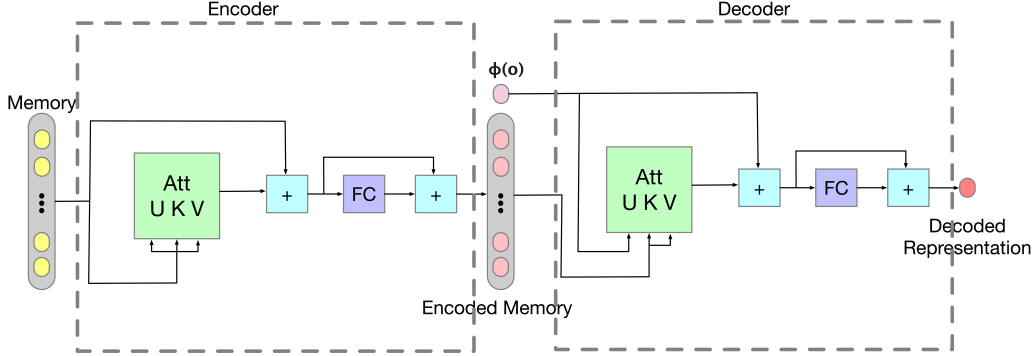 Encoder
Decoder
Memory
Att
U K V
+
FC
+
ϕ(o)
Encoded Memory
Att
U K V
+
FC
+
Decoded
Representation